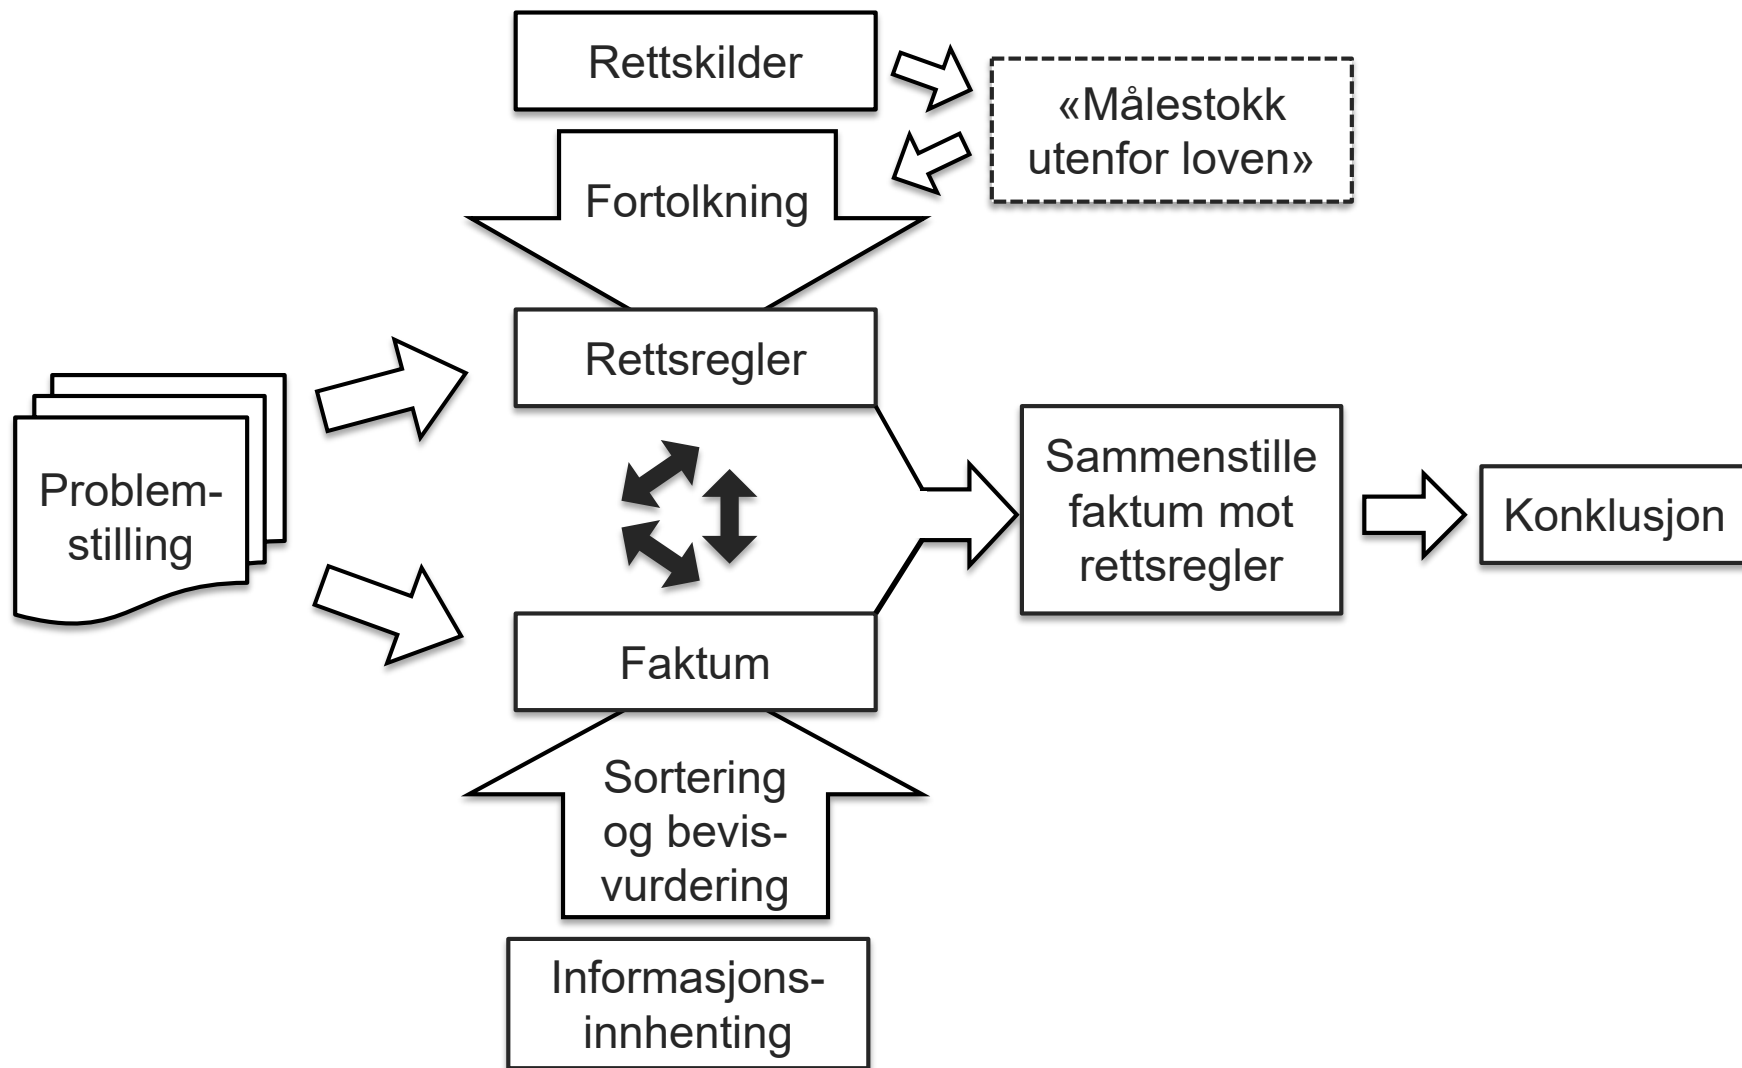 Rettskilder
«Målestokk
utenfor loven»
Fortolkning
Rettsregler
Problem-
stilling
Sammenstille
faktum mot
rettsregler
Konklusjon
Faktum
Sortering
og bevis-
vurdering
Informasjons-
innhenting